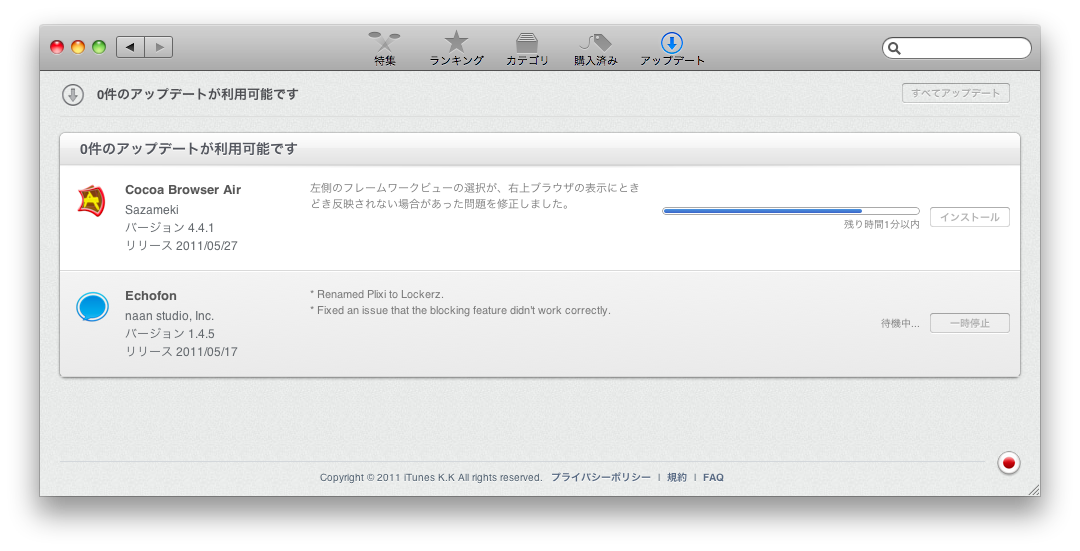 特集
ランキング
カテゴリ
購入済み
アップデート
0件のアップデートが利用可能です
すべてアップデート
0件のアップデートが利用可能です
Cocoa Browser Air
Sazameki
バージョン 4.4.1
リリース 2011/05/27
左側のフレームワークビューの選択が、右上ブラウザの表示にとき
どき反映されない場合があった問題を修正しました。
残り時間1分以内
インストール
Echofon
naan studio, Inc.
バージョン 1.4.5
リリース 2011/05/17
* Renamed Plixi to Lockerz.
* Fixed an issue that the blocking feature didn't work correctly.
待機中...
一時停止
Copyright © 2011 iTunes K.K All rights reserved. プライバシーポリシー | 規約 | FAQ